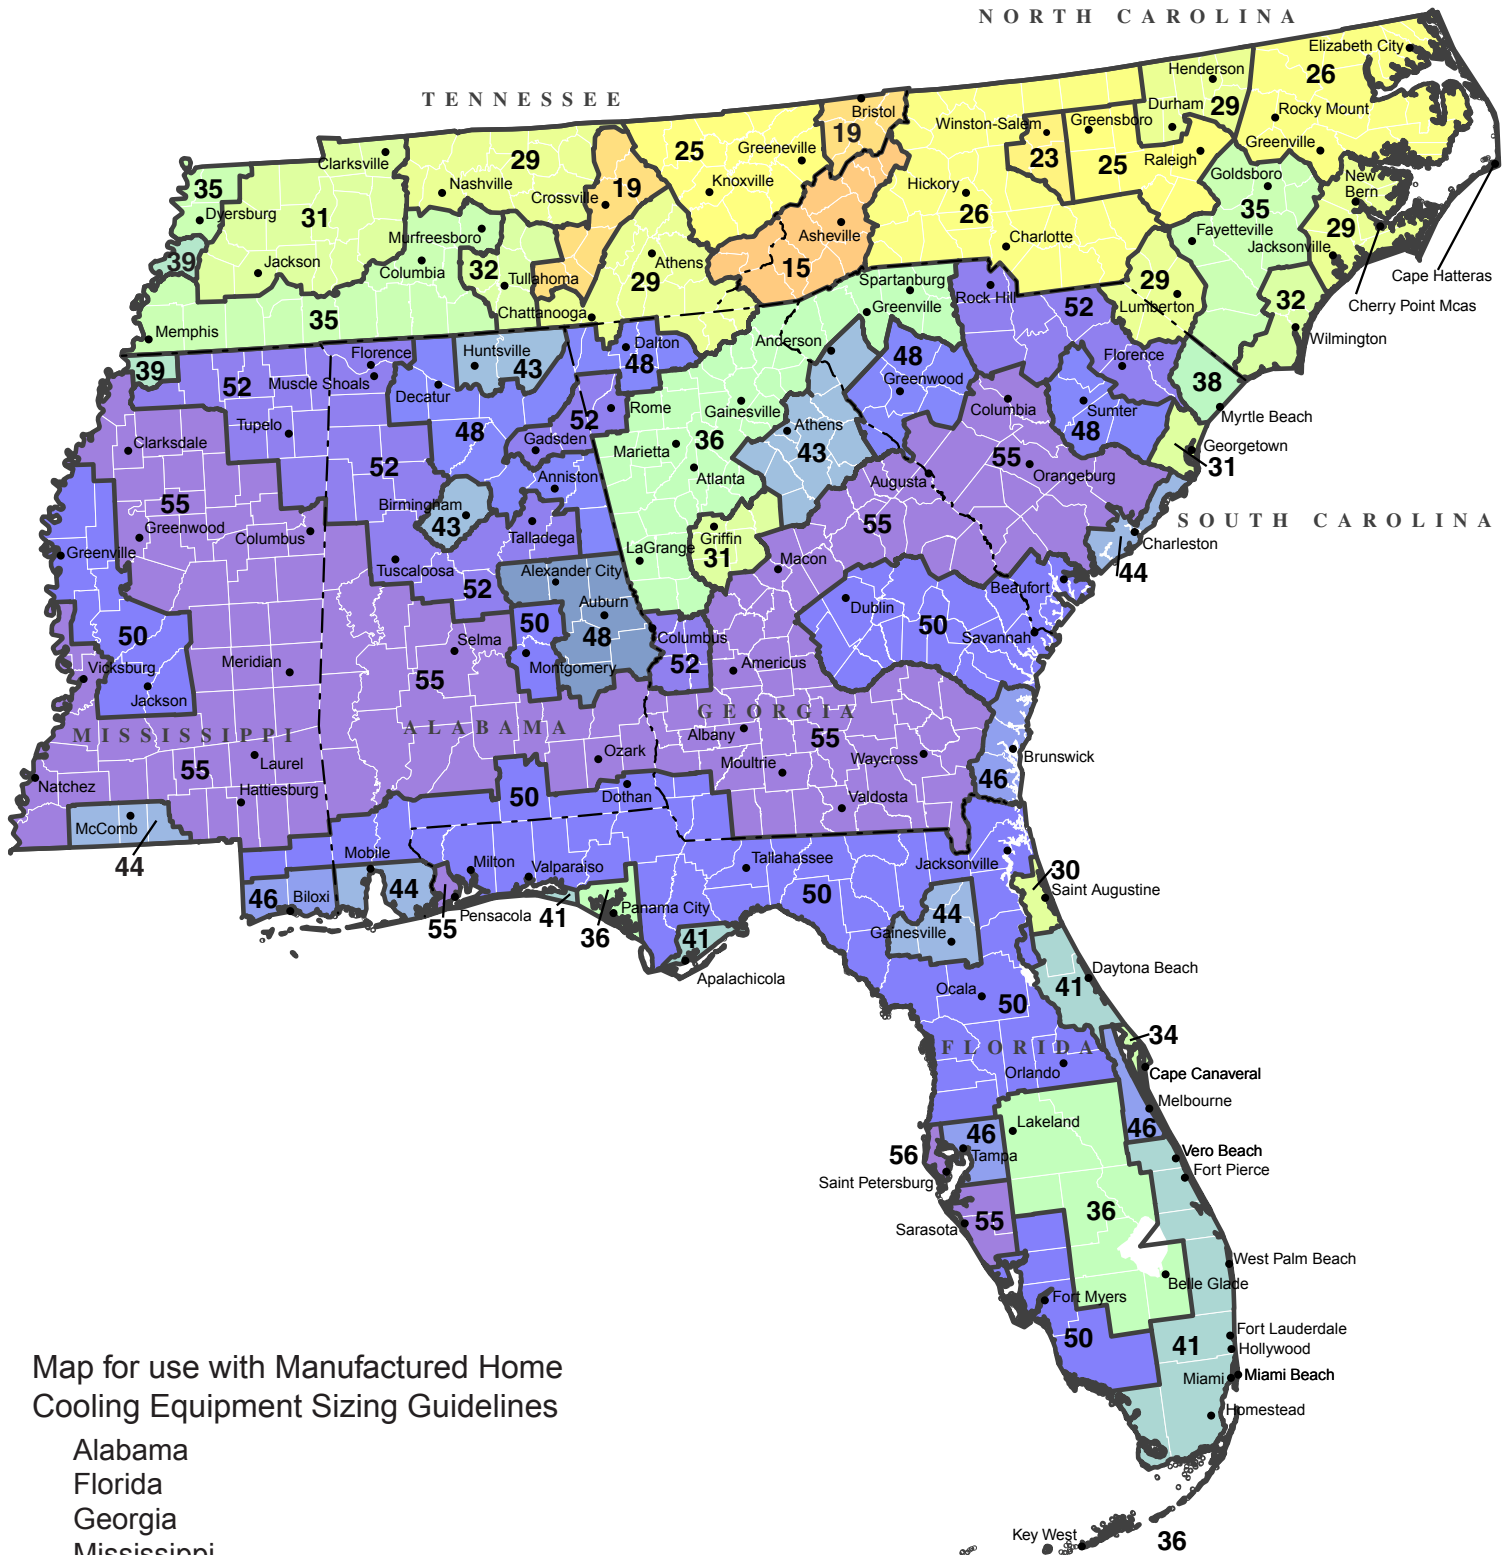 NORTH CAROLINA
Elizabeth City
26
Henderson
TENNESSEE
Bristol
Durham
29
Rocky Mount
19
Winston-Salem
Greensboro
Clarksville
29
25
Greeneville
23
25
Raleigh
Greenville
35
Nashville
Crossville
19
Knoxville
Hickory
26
Goldsboro
New
Bern
Dyersburg
31
Asheville
35
Murfreesboro
Fayetteville
29
39
Jackson
Columbia
32
Tullahoma
Athens
29
15
Charlotte
Jacksonville
Spartanburg
Rock Hill
29
Lumberton
32
Cape Hatteras
Cherry Point Mcas
Memphis
35
Chattanooga
Greenville
52
Wilmington
39
52
Florence
Muscle Shoals
Huntsville
43
Dalton
48
Anderson
48
Greenwood
Florence
38
Decatur
52
Rome
Gainesville
Columbia
Sumter
48
Myrtle Beach
Clarksdale
Tupelo
48
Gadsden
Marietta
36
Athens
43
Georgetown
31
52
Anniston
Atlanta
Augusta
55
Orangeburg
55
Birmingham
43
SOUTH CAROLINA
Greenwood
Columbus
Talladega
Griffin
31
55
Charleston
Greenville
Tuscaloosa
52
Alexander City
LaGrange
Macon
44
50
Auburn
48
50
Dublin
50
Beaufort
Savannah
Vicksburg
Meridian
Selma
55
Montgomery
Columbus
52
Americus
Jackson
MISSISSIPPI
ALABAMA
GEORGIA
Albany
55
55
Laurel
Ozark
Moultrie
Waycross
Brunswick
46
Natchez
Hattiesburg
50
Dothan
Valdosta
McComb
44
Mobile
Milton
Valparaiso
Tallahassee
Jacksonville
30
Saint Augustine
46
Biloxi
44
55
Pensacola
41
36
Panama City
50
44
Gainesville
41
Apalachicola
Daytona Beach
41
Ocala
50
34
FLORIDA
Orlando
Cape Canaveral
Melbourne
46
Lakeland
46
Tampa
56
Saint Petersburg
Vero Beach
Fort Pierce
Sarasota
55
36
West Palm Beach
Belle Glade
Fort Myers
50
41
Fort Lauderdale
Hollywood
Miami
Miami Beach
Homestead
Map for use with Manufactured Home
Cooling Equipment Sizing Guidelines
Alabama
Florida
Georgia
Mississippi
Key West
36